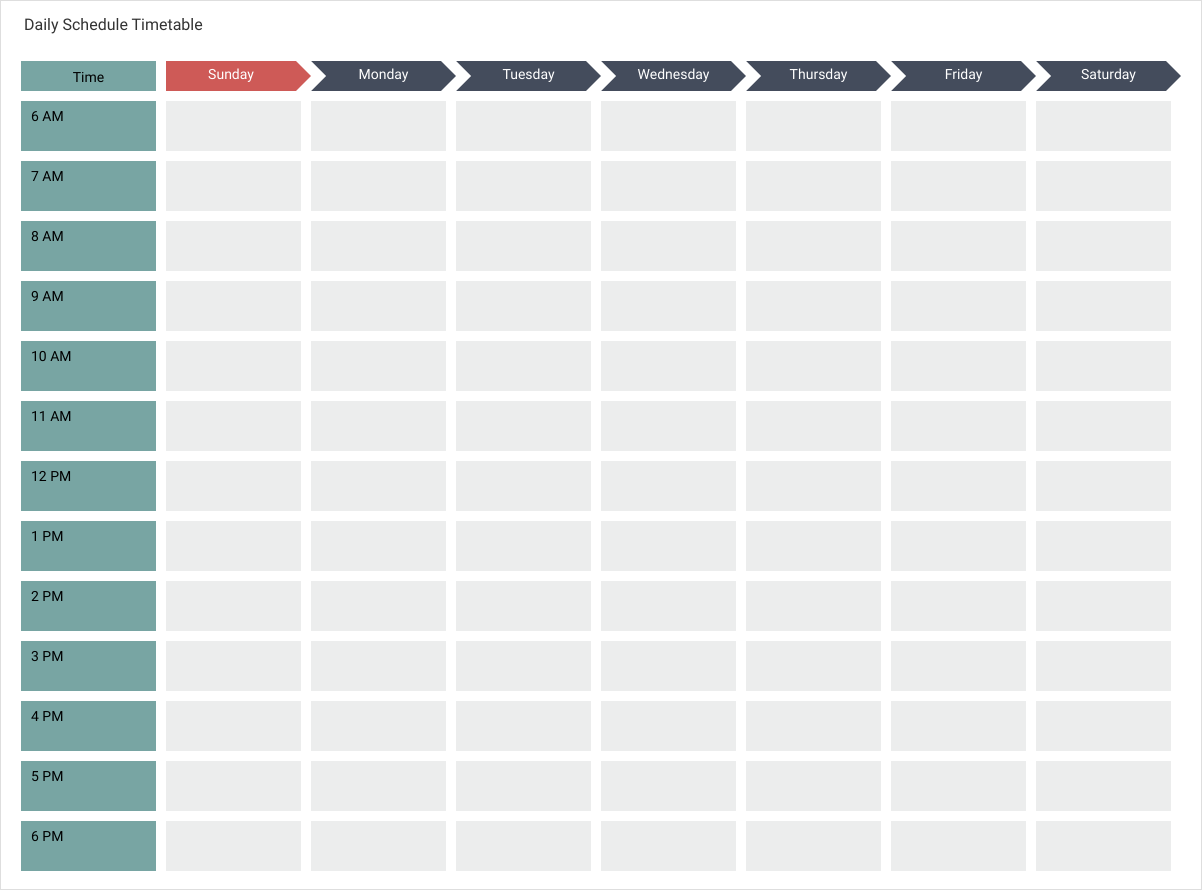 Daily Schedule Timetable
Time Sunday Monday Tuesday Wednesday Thursday Friday Saturday
6 AM
7 AM
8 AM
9 AM
10 AM
11 AM
12 PM
1 PM
2 PM
3 PM
4 PM
5 PM
6 PM